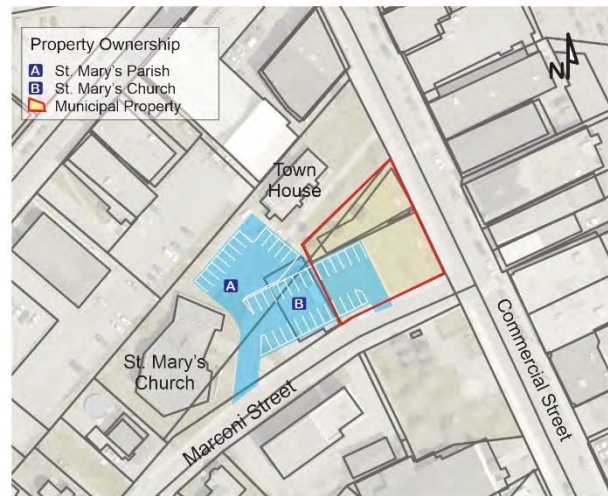 Property Ownership
A St. Mary's Parish
B St. Mary's Church
Municipal Property
N
Town
House
A
B
St. Mary's
Church
Marconi Street
Commercial Street